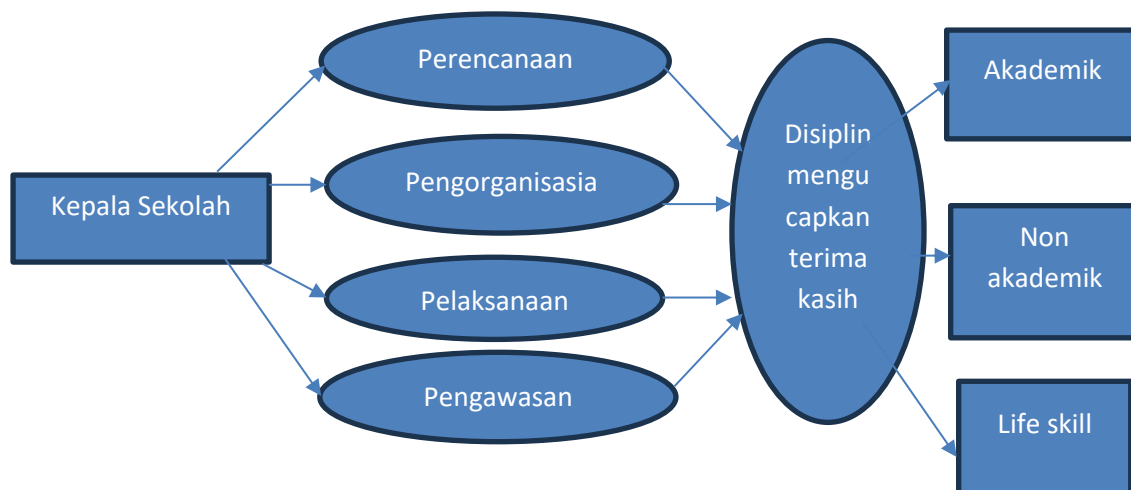 Kepala Sekolah
Perencanaan
Pengorganisasia
Pelaksanaan
Pengawasan
Disiplin
mengu
capkan
terima
kasih
Akademik
Non
akademik
Life skill